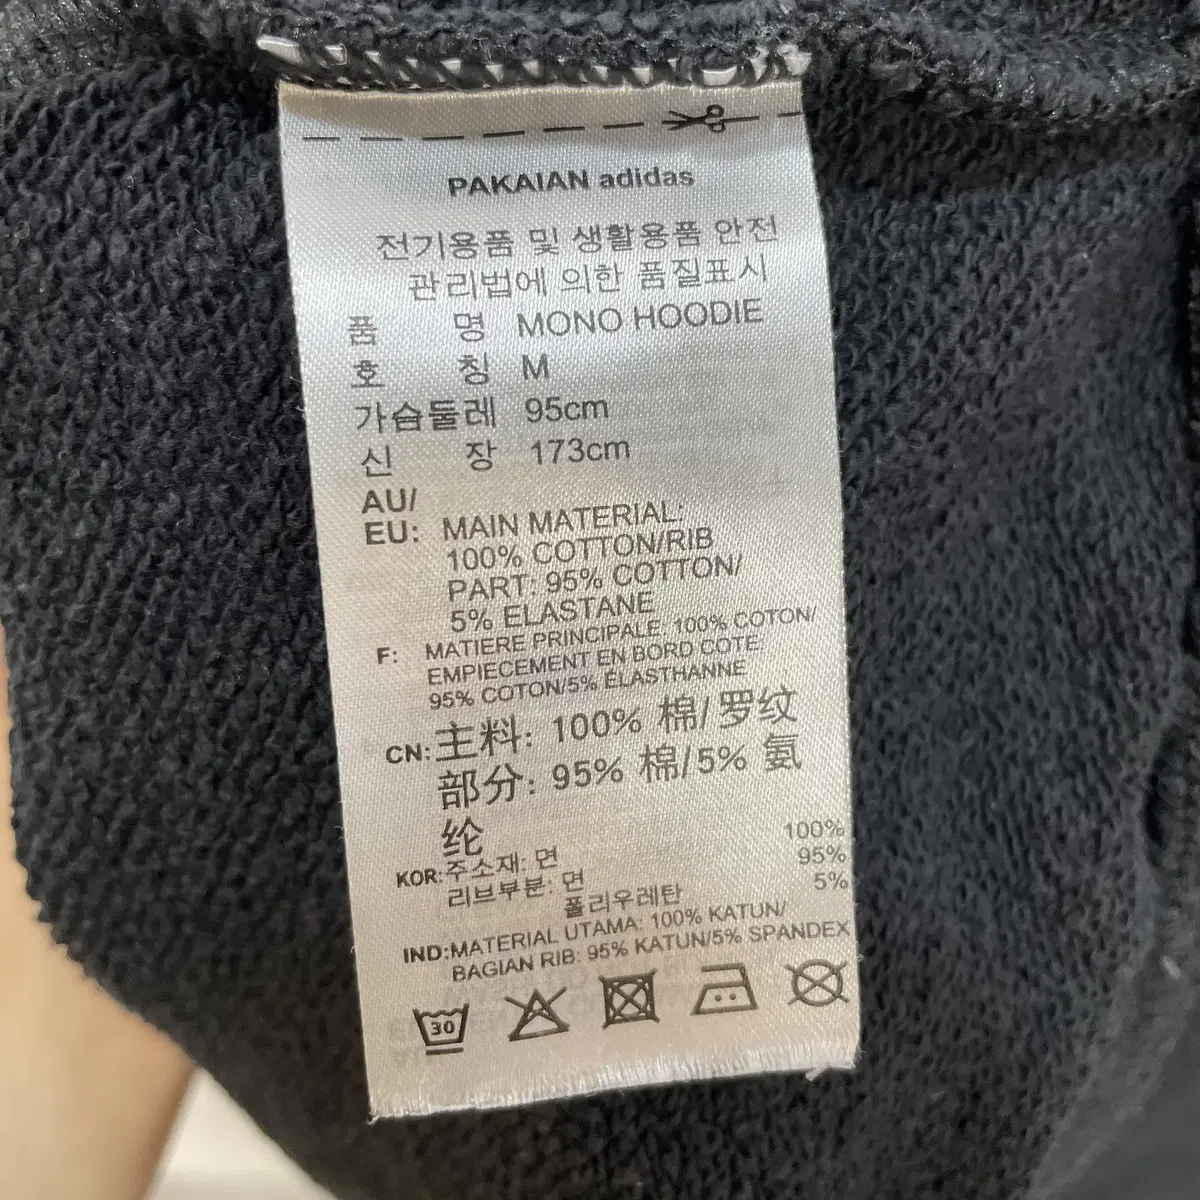 PAKAIAN adidas
전기용품 및 생활용품 안전
관리법에 의한 품질표시
품 명 MONO HOODIE
호 칭 M
가슴둘레 95cm
신 장 173cm
AU/
EU: MAIN MATERIAL:
100% COTTON/RIB
PART: 95% COTTON/
5% ELASTANE
F: MATIERE PRINCIPALE: 100% COTON/
EMPIECEMENT EN BORD COTE:
95% COTON/5% ÉLASTHANNE
CN: 主料: 100% 棉/罗纹
部分: 95% 棉/5% 氨
纶
KOR: 주소재: 면 100%
리브부분: 면 95%
폴리우레탄 5%
IND: MATERIAL UTAMA: 100% KATUN/
BAGIAN RIB: 95% KATUN/5% SPANDEX
30